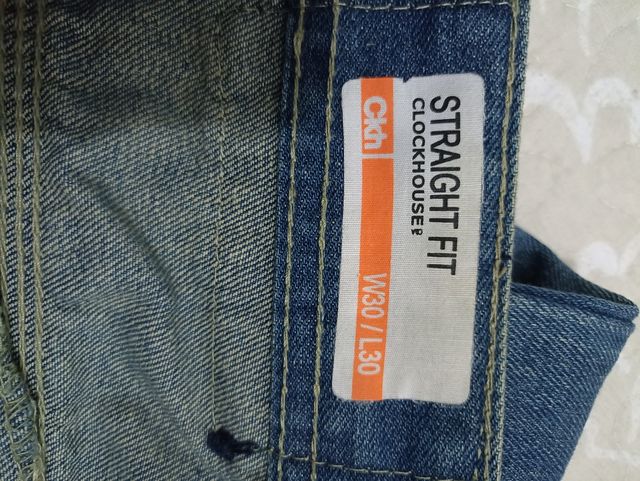 STRAIGHT FIT
CLOCKHOUSE
Ckh W30 / L30